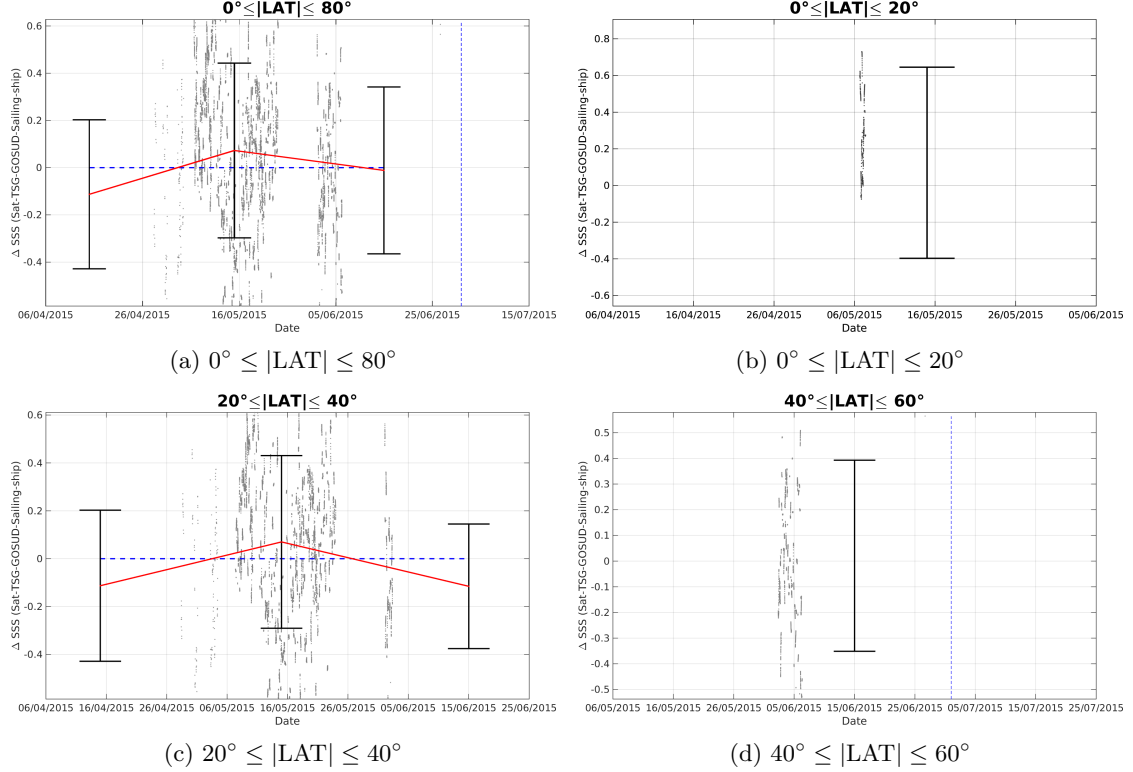 0°≤|LAT|≤ 80°
Δ SSS (Sat-TSG-GOSUD-Sailing-ship)
0.6
0.4
0.2
0
-0.2
-0.4
06/04/2015 26/04/2015 16/05/2015 05/06/2015 25/06/2015 15/07/2015
Date
(a) 0° ≤ |LAT| ≤ 80°
0°≤|LAT|≤ 20°
Δ SSS (Sat-TSG-GOSUD-Sailing-ship)
0.8
0.6
0.4
0.2
0
-0.2
-0.4
-0.6
06/04/2015 16/04/2015 26/04/2015 06/05/2015 16/05/2015 26/05/2015 05/06/2015
Date
(b) 0° ≤ |LAT| ≤ 20°
20°≤|LAT|≤ 40°
Δ SSS (Sat-TSG-GOSUD-Sailing-ship)
0.6
0.4
0.2
0
-0.2
-0.4
06/04/2015 16/04/2015 26/04/2015 06/05/2015 16/05/2015 26/05/2015 05/06/2015 15/06/2015 25/06/2015
Date
(c) 20° ≤ |LAT| ≤ 40°
40°≤|LAT|≤ 60°
Δ SSS (Sat-TSG-GOSUD-Sailing-ship)
0.5
0.4
0.3
0.2
0.1
0
-0.1
-0.2
-0.3
-0.4
-0.5
06/05/2015 16/05/2015 26/05/2015 05/06/2015 15/06/2015 25/06/2015 05/07/2015 15/07/2015 25/07/2015
Date
(d) 40° ≤ |LAT| ≤ 60°